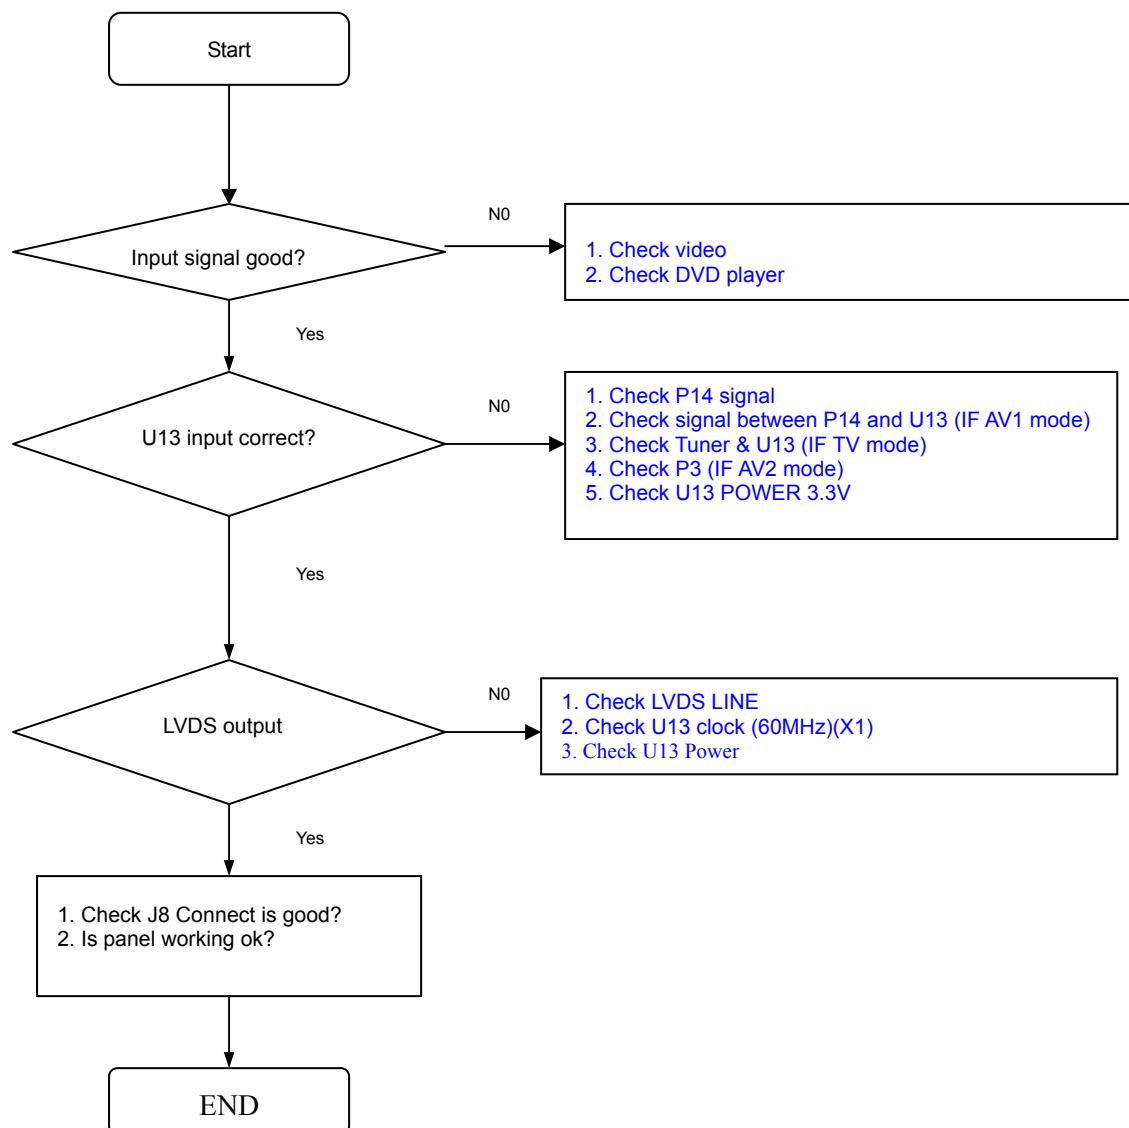 Start
Input signal good?
N0
1. Check video
2. Check DVD player
Yes
U13 input correct?
N0
1. Check P14 signal
2. Check signal between P14 and U13 (IF AV1 mode)
3. Check Tuner & U13 (IF TV mode)
4. Check P3 (IF AV2 mode)
5. Check U13 POWER 3.3V
Yes
LVDS output
N0
1. Check LVDS LINE
2. Check U13 clock (60MHz)(X1)
3. Check U13 Power
Yes
1. Check J8 Connect is good?
2. Is panel working ok?
END